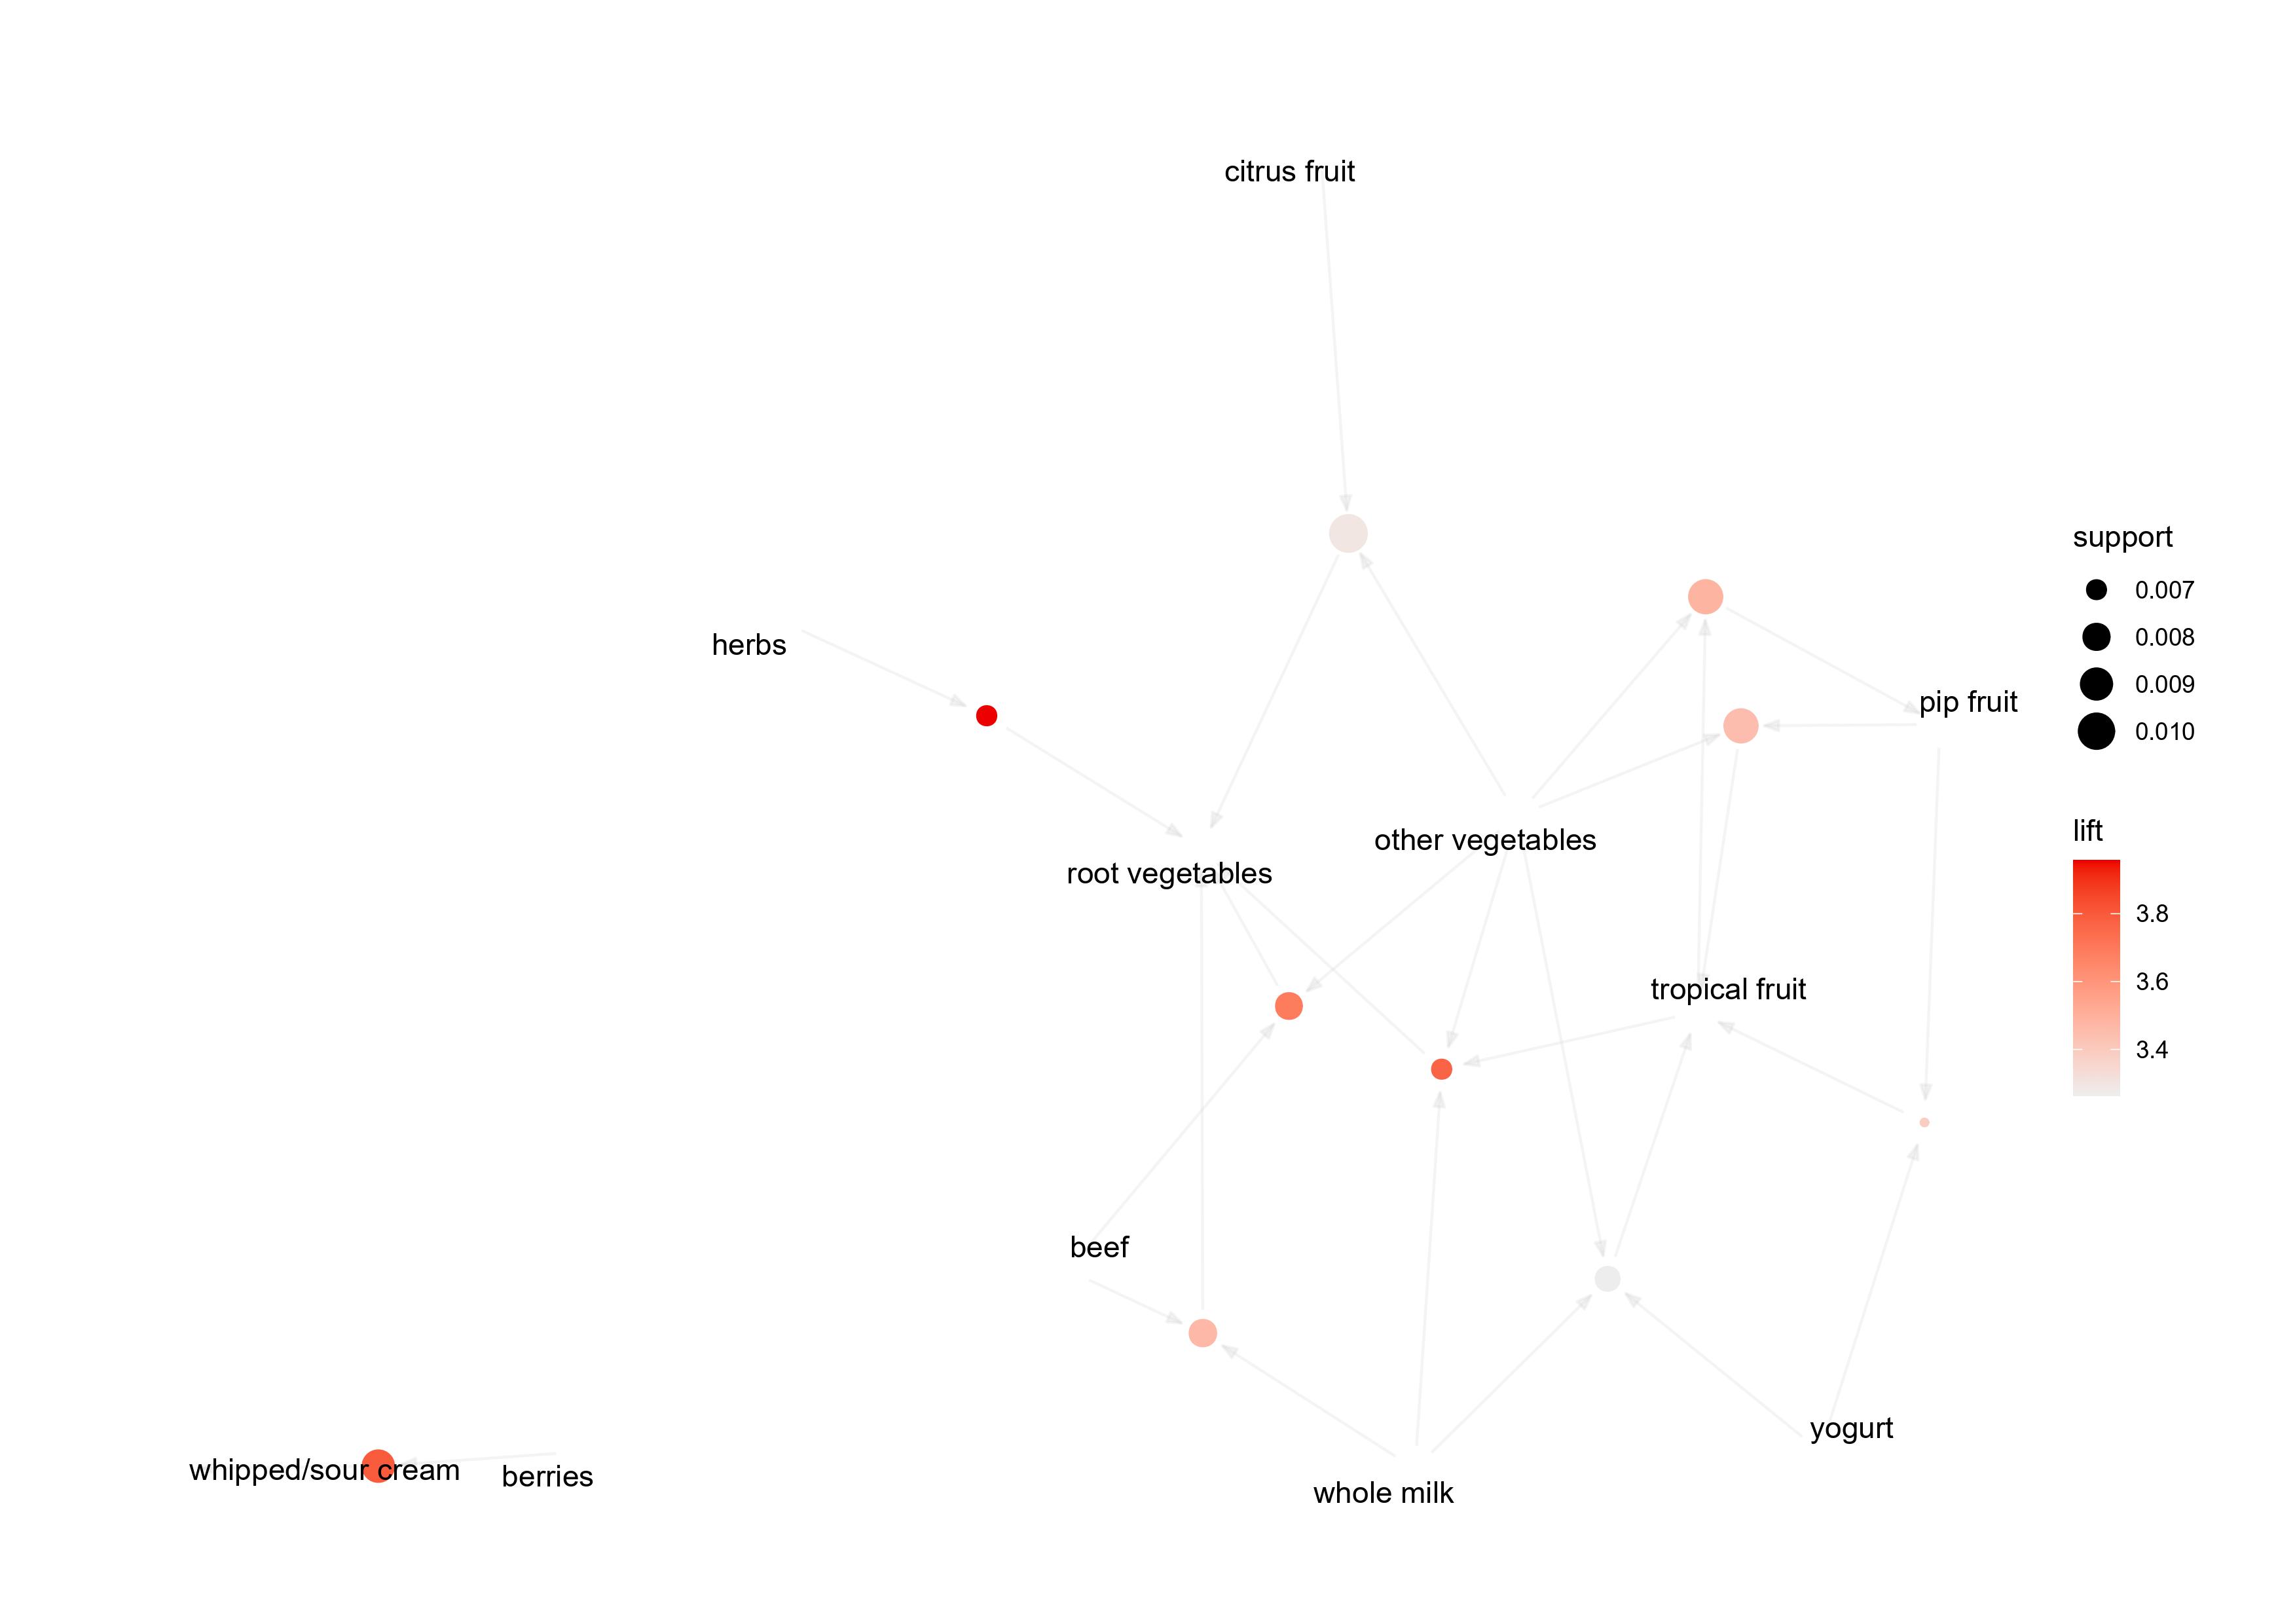 citrus fruit
support
0.007
herbs
0.008
0.009
pip fruit
0.010
lift
other vegetables
root vegetables
3.8
3.6
tropical fruit
3.4
beef
yogurt
whipped/sour cream
berries
whole milk